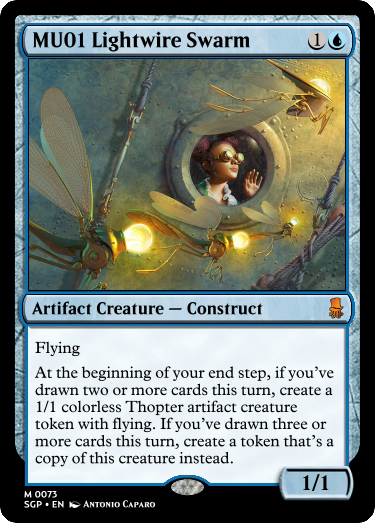 MU01 Lightwire Swarm 1
Artifact Creature — Construct
Flying
At the beginning of your end step, if you’ve
drawn two or more cards this turn, create a
1/1 colorless Thopter artifact creature
token with flying. If you’ve drawn three or
more cards this turn, create a token that’s a
copy of this creature instead.
1/1
M 0073
SGP • EN Antonio Caparo